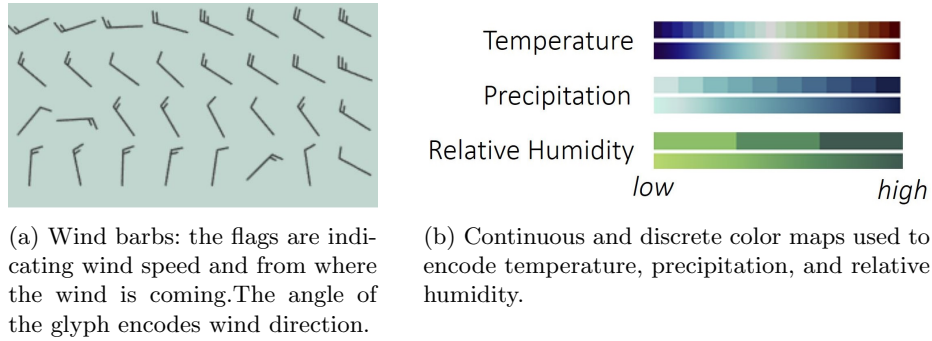 Temperature
Precipitation
Relative Humidity
low
high
(a) Wind barbs: the flags are indi-
cating wind speed and from where
the wind is coming.The angle of
the glyph encodes wind direction.
(b) Continuous and discrete color maps used to
encode temperature, precipitation, and relative
humidity.